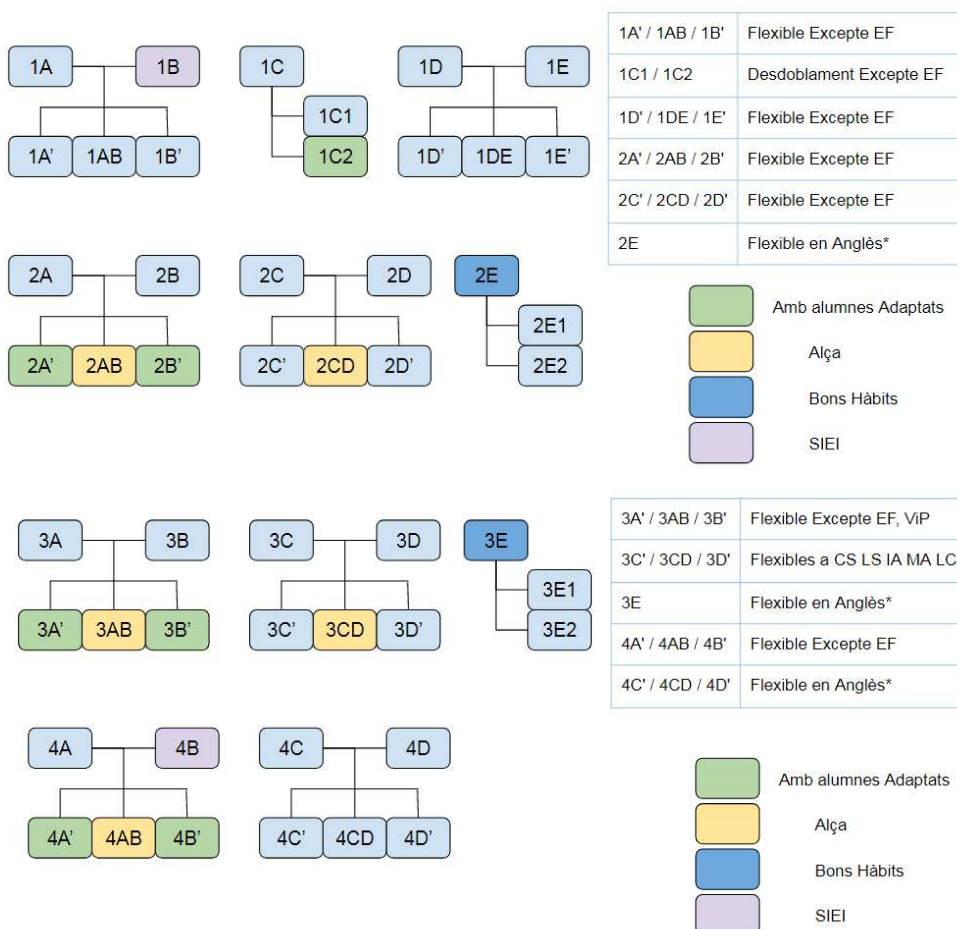 1A 1B 1C 1D 1E
1C1
1C2
1A’ 1AB 1B’ 1D’ 1DE 1E’
1A' / 1AB / 1B' Flexible Excepte EF
1C1 / 1C2 Desdoblament Excepte EF
1D' / 1DE / 1E' Flexible Excepte EF
2A' / 2AB / 2B' Flexible Excepte EF
2C' / 2CD / 2D' Flexible Excepte EF
2E Flexible en Anglès*
2A 2B 2C 2D 2E
2E1
2E2
2A’ 2AB 2B’ 2C’ 2CD 2D’
Amb alumnes Adaptats
Alça
Bons Hàbits
SIEI
3A 3B 3C 3D 3E
3E1
3E2
3A’ 3AB 3B’ 3C’ 3CD 3D’
3A' / 3AB / 3B' Flexible Excepte EF, ViP
3C' / 3CD / 3D' Flexibles a CS LS IA MA LC
3E Flexible en Anglès*
4A' / 4AB / 4B' Flexible Excepte EF
4C' / 4CD / 4D' Flexible en Anglès*
4A 4B 4C 4D
4A’ 4AB 4B’ 4C’ 4CD 4D’
Amb alumnes Adaptats
Alça
Bons Hàbits
SIEI